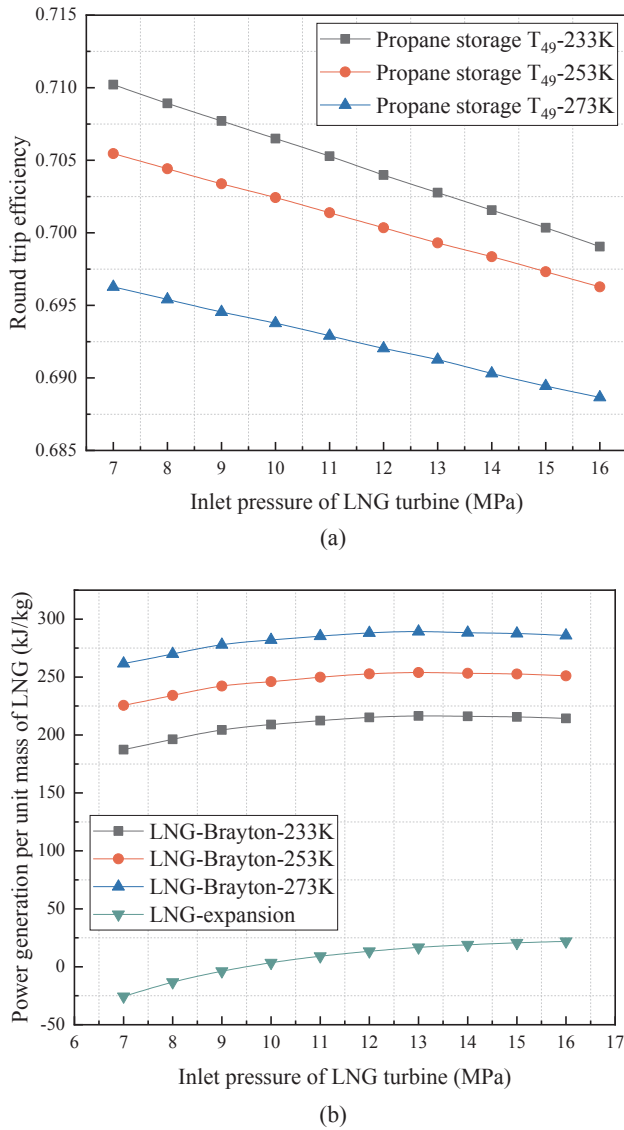 0.715
0.710
0.705
0.700
0.695
0.690
0.685
Round trip efficiency
Propane storage T49-233K
Propane storage T49-253K
Propane storage T49-273K
7 8 9 10 11 12 13 14 15 16
Inlet pressure of LNG turbine (MPa)
(a)
300
250
200
150
100
50
0
-50
Power generation per unit mass of LNG (kJ/kg)
LNG-Brayton-233K
LNG-Brayton-253K
LNG-Brayton-273K
LNG-expansion
6 7 8 9 10 11 12 13 14 15 16 17
Inlet pressure of LNG turbine (MPa)
(b)